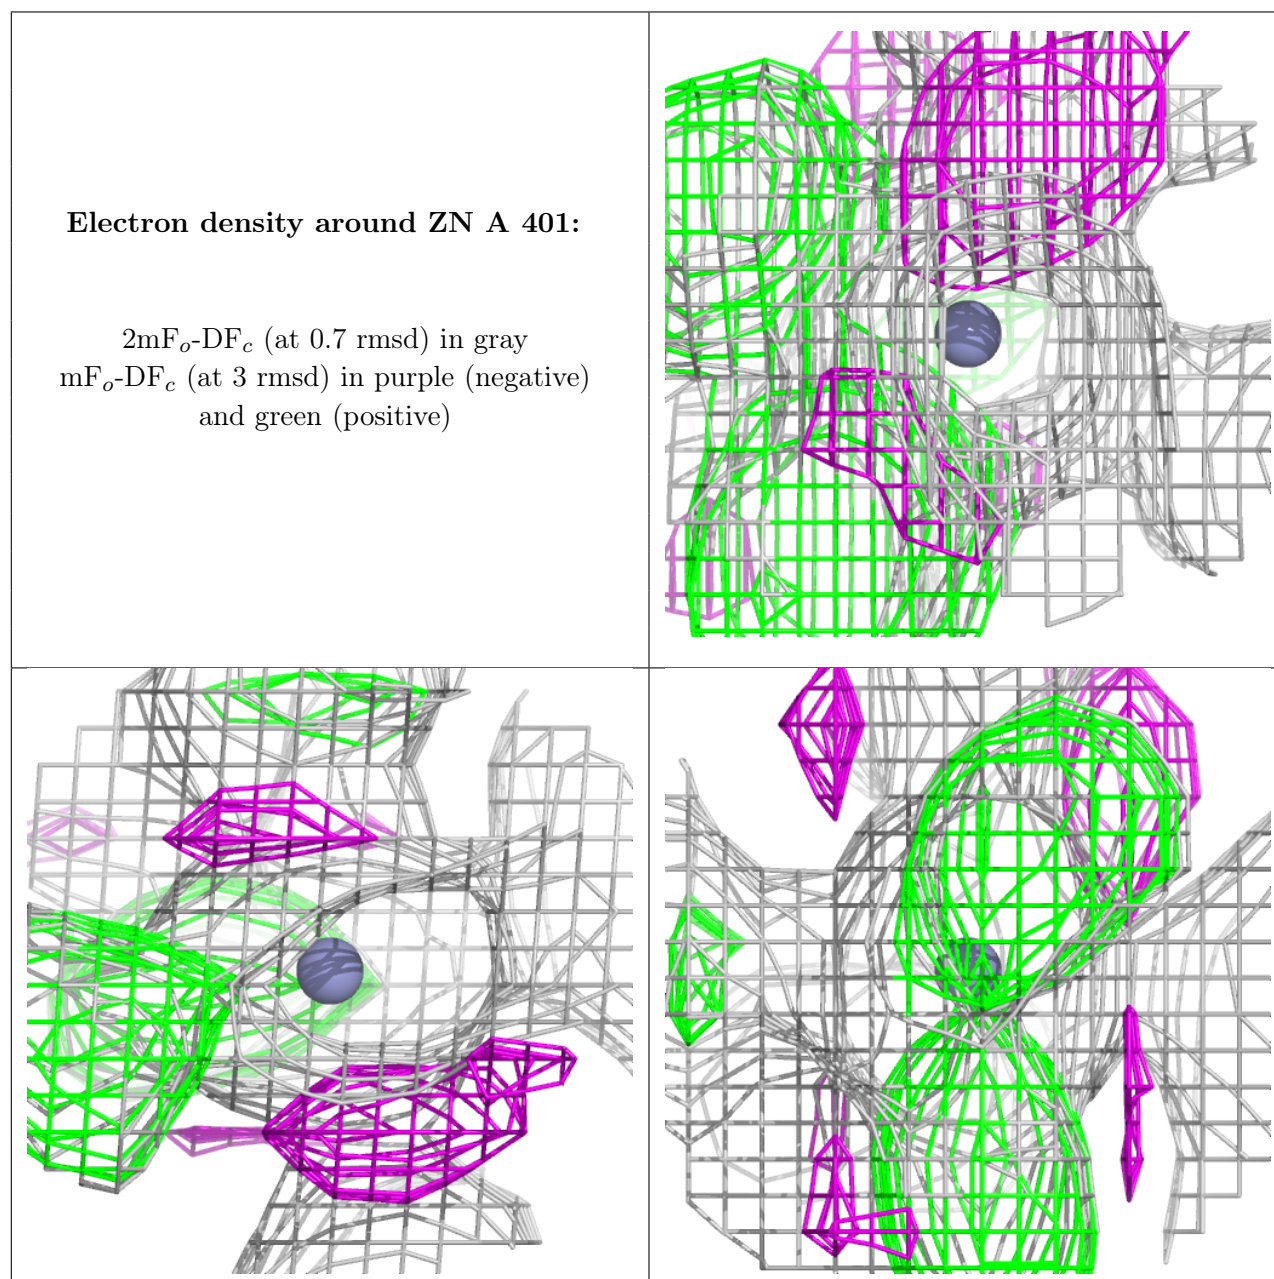 Electron density around ZN A 401:
2mFo-DFc (at 0.7 rmsd) in gray
mFo-DFc (at 3 rmsd) in purple (negative)
and green (positive)